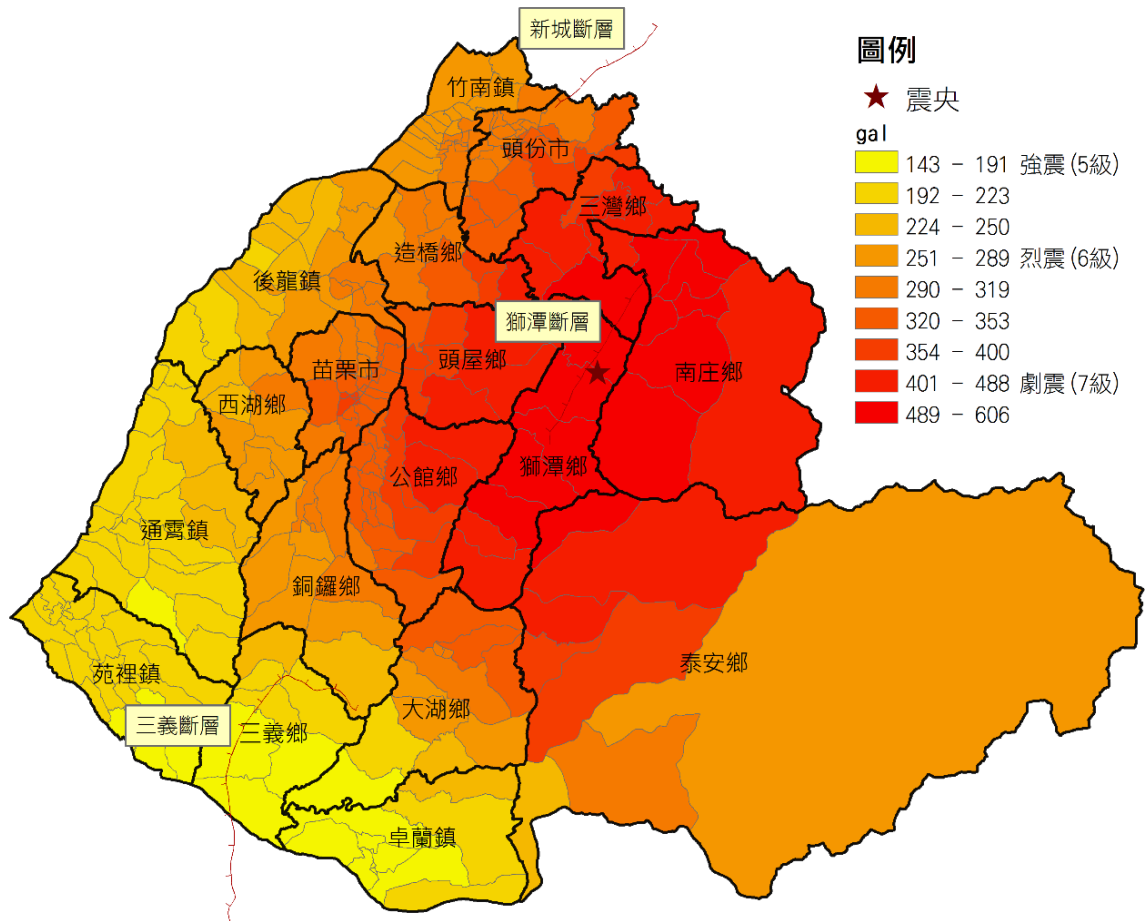 新城斷層
圖例
竹南鎮
震央
gal
頭份市
143 - 191 強震(5級)
192 - 223
三灣鄉
224 - 250
造橋鄉
251 - 289 烈震(6級)
後龍鎮
290 - 319
獅潭斷層
320 - 353
頭屋鄉
354 - 400
苗栗市
南庄鄉
401 - 488 劇震(7級)
西湖鄉
489 - 606
獅潭鄉
公館鄉
通霄鎮
銅鑼鄉
泰安鄉
苑裡鎮
大湖鄉
三義斷層
三義鄉
卓蘭鎮